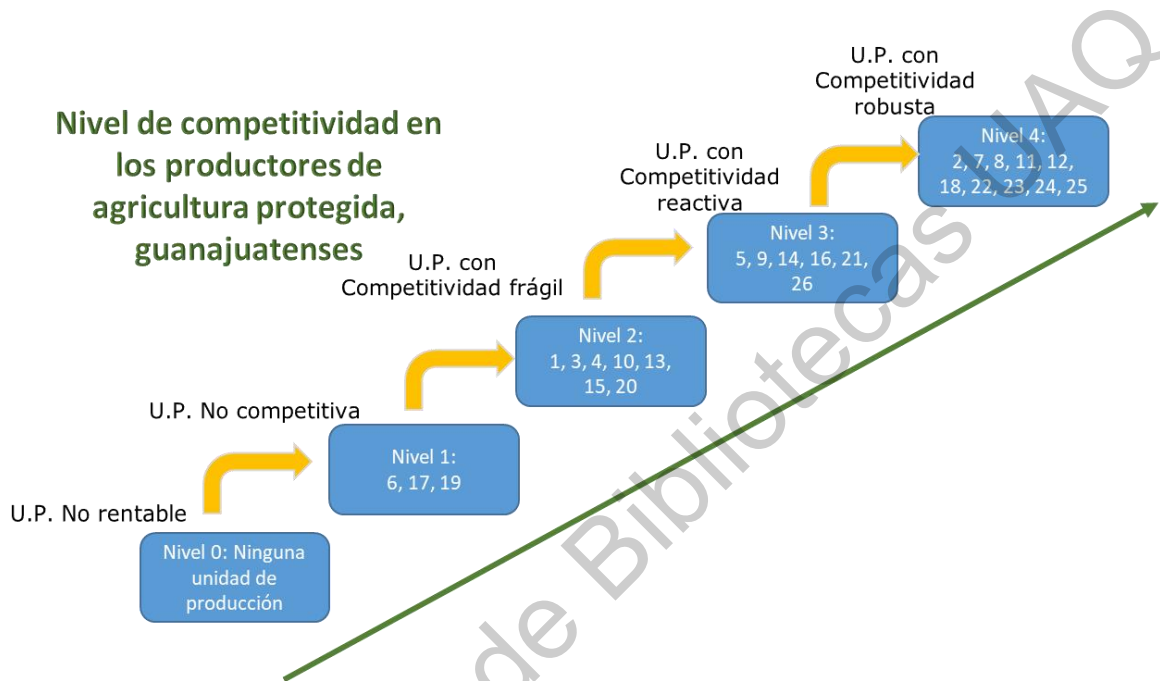 Nivel de competitividad en
los productores de
agricultura protegida,
guanajuatenses
U.P. No rentable
Nivel 0: Ninguna
unidad de
producción
U.P. No competitiva
Nivel 1:
6, 17, 19
U.P. con
Competitividad frágil
Nivel 2:
1, 3, 4, 10, 13,
15, 20
U.P. con
Competitividad
reactiva
Nivel 3:
5, 9, 14, 16, 21,
26
U.P. con
Competitividad
robusta
Nivel 4:
2, 7, 8, 11, 12,
18, 22, 23, 24, 25
de Bibliotecas UAQ